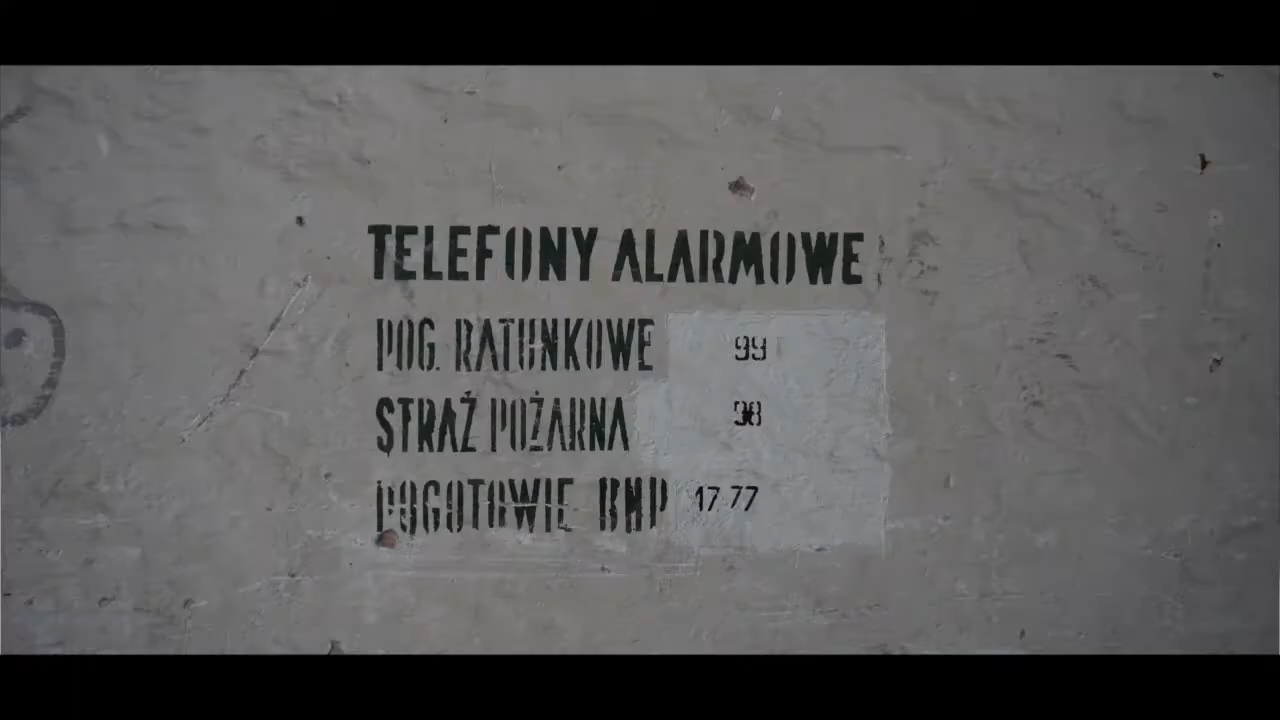 TELEFONY ALARMOWE
POG. RATUNKOWE 99
STRAŻ POŻARNA 98
POGOTOWIE BHP 17 77